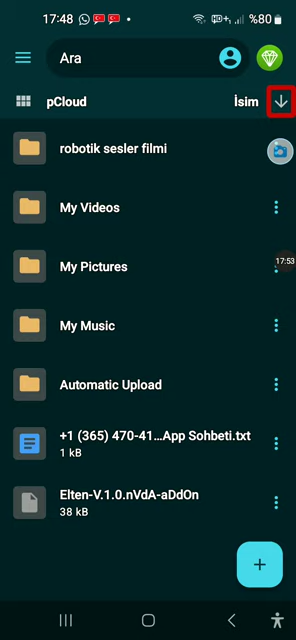 17:48
%80
Ara
pCloud
İsim
robotik sesler filmi
My Videos
My Pictures
17:53
My Music
Automatic Upload
+1 (365) 470-41...App Sohbeti.txt
1 kB
Elten-V.1.0.nVdA-aDdOn
38 kB